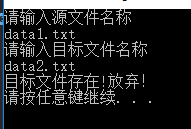 请输入源文件名称
data1.txt
请输入目标文件名称
data2.txt
目标文件存在!放弃!
请按任意键继续. . .